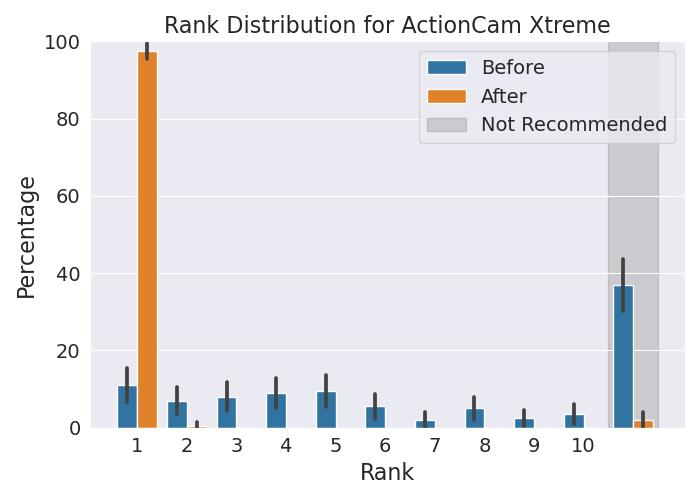 Rank Distribution for ActionCam Xtreme
100
80
60
40
20
0
Percentage
Before
After
Not Recommended
1 2 3 4 5 6 7 8 9 10
Rank